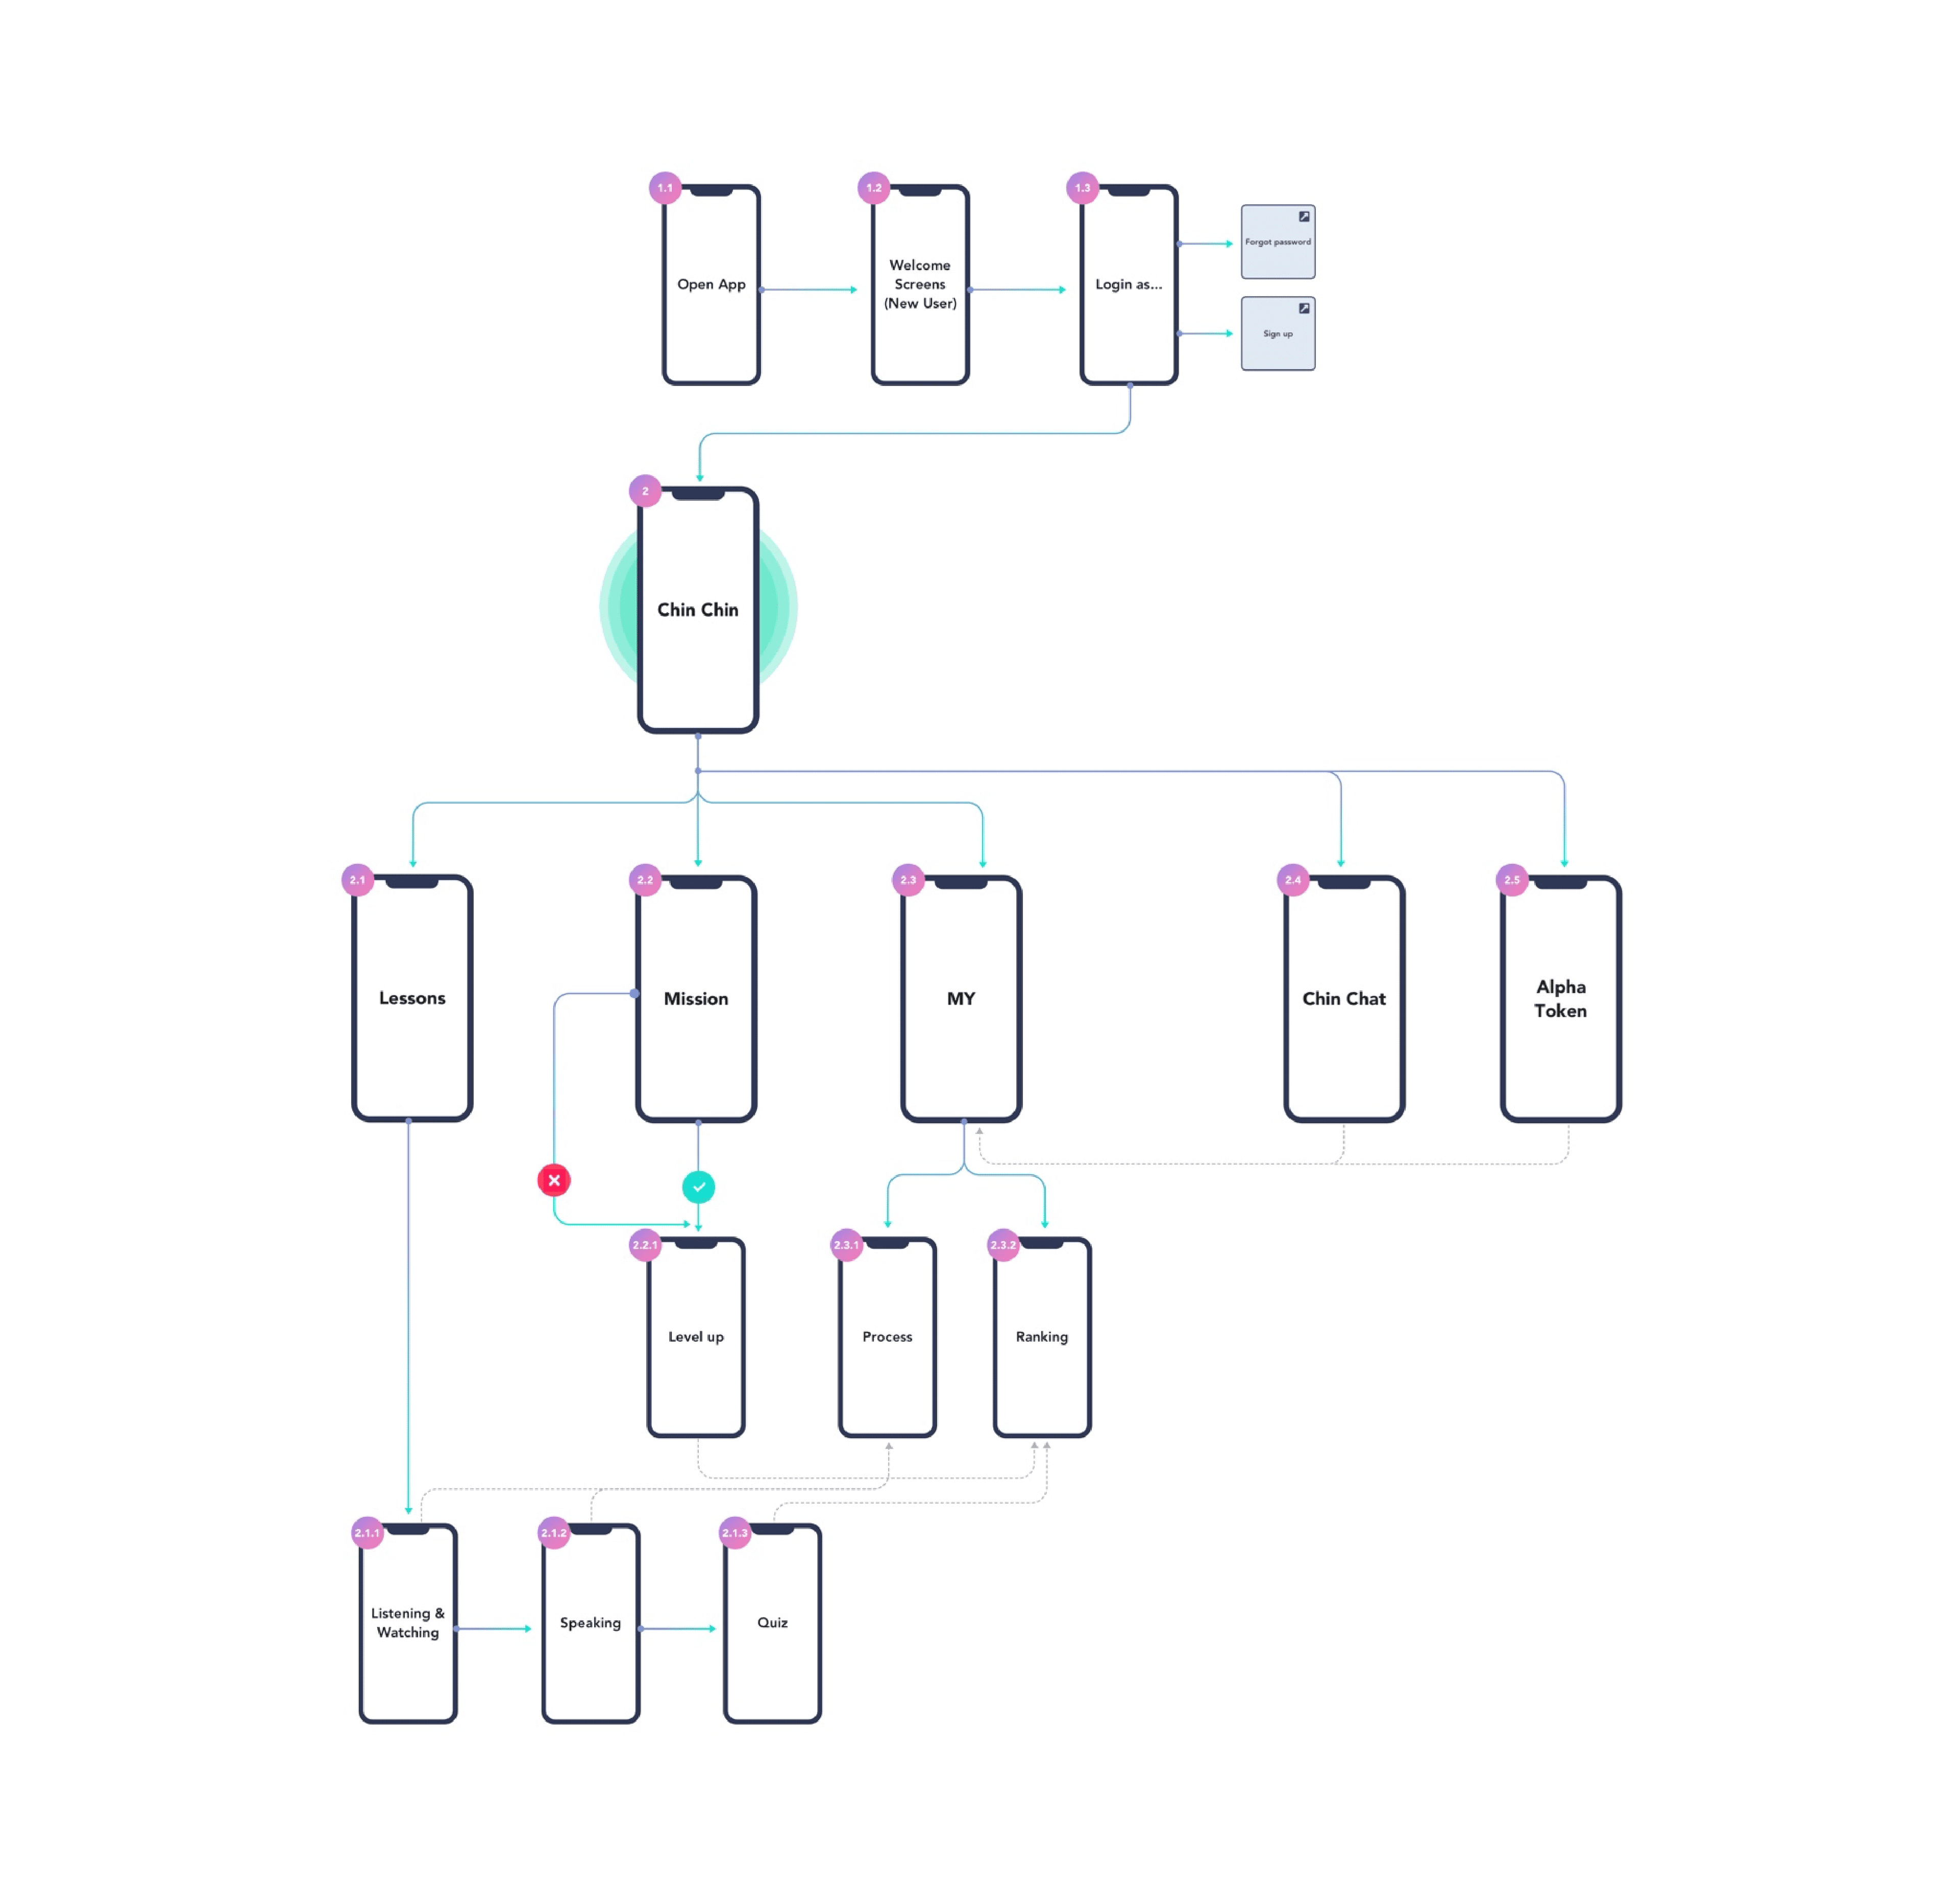 1.1
Open App
1.2
Welcome
Screens
(New User)
1.3
Login as...
Forgot password
Sign up
2
Chin Chin
2.1
Lessons
2.2
Mission
2.3
MY
2.4
Chin Chat
2.5
Alpha
Token
2.2.1
Level up
2.3.1
Process
2.3.2
Ranking
2.1.1
Listening &
Watching
2.1.2
Speaking
2.1.3
Quiz